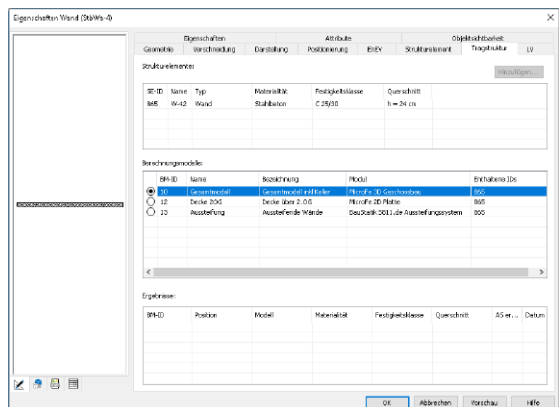 Eigenschaften Wand (StbWa-4)
Eigenschaften Attribute Objektsichtbarkeit
Geometrie Verschneidung Darstellung Positionierung EnEV Strukturelement Tragstruktur LV
Strukturelemente:
Hinzufügen...
SE-ID Name Typ Materialität Festigkeitsklasse Querschnitt
865 W-42 Wand Stahlbeton C 25/30 h = 24 cm
Berechnungsmodelle:
BM-ID Name Bezeichnung Modul Enthaltene IDs
10 Gesamtmodell Gesamtmodell inkl Keller MicroFe 3D Geschossbau 865
12 Decke 2OG Decke über 2.OG MicroFe 2D Platte 865
13 Aussteifung Aussteifende Wände BauStatik S811.de Aussteifungssystem 865
Ergebnisse:
BM-ID Position Modell Materialität Festigkeitsklasse Querschnitt AS er... Datum
OK Abbrechen Vorschau Hilfe